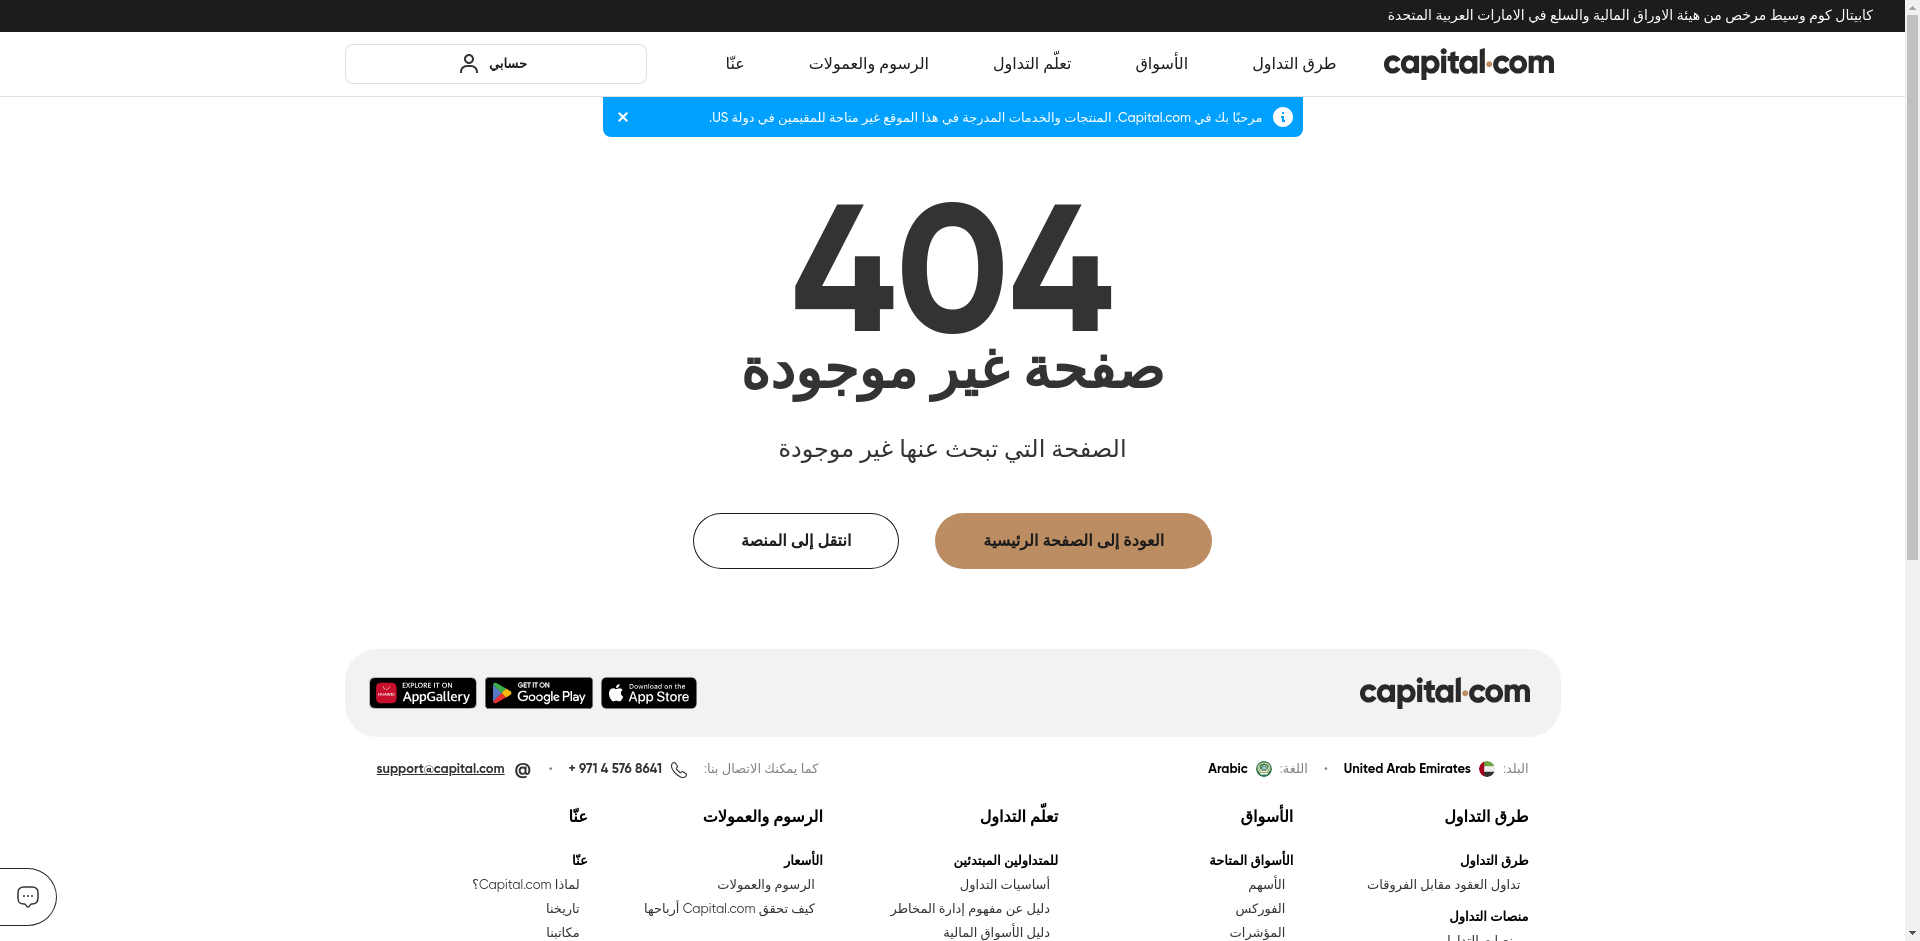 كابيتال كوم وسيط مرخص من هيئة الاوراق المالية والسلع في الامارات العربية المتحدة
capital.com
طرق التداول
الأسواق
تعلّم التداول
الرسوم والعمولات
عنّا
حسابي
مرحبًا بك في Capital.com. المنتجات والخدمات المدرجة في هذا الموقع غير متاحة للمقيمين في دولة US.
404
صفحة غير موجودة
الصفحة التي تبحث عنها غير موجودة
العودة إلى الصفحة الرئيسية
انتقل إلى المنصة
capital.com
Download on the
App Store
GET IT ON
Google Play
HUAWEI
EXPLORE IT ON
AppGallery
البلد:
United Arab Emirates
•
اللغة:
Arabic
كما يمكنك الاتصال بنا:
+ 971 4 576 8641
•
@
support@capital.com
طرق التداول
طرق التداول
تداول العقود مقابل الفروقات
منصات التداول
الأسواق
الأسواق المتاحة
الأسهم
الفوركس
المؤشرات
تعلّم التداول
للمتداولين المبتدئين
أساسيات التداول
دليل عن مفهوم إدارة المخاطر
دليل الأسواق المالية
الرسوم والعمولات
الأسعار
الرسوم والعمولات
كيف تحقق Capital.com أرباحها
عنّا
عنّا
لماذا Capital.com؟
تاريخنا
مكاتبنا